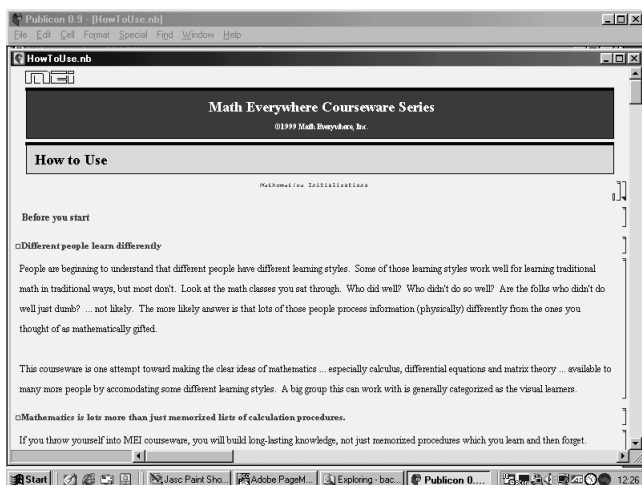 Publicon 0.9 - [HowToUse.nb]
File Edit Cell Format Special Find Window Help
HowToUse.nb
MEI
Math Everywhere Courseware Series
©1999 Math Everywhere, Inc.
How to Use
Mathematica Initializations
Before you start
Different people learn differently
People are beginning to understand that different people have different learning styles. Some of those learning styles work well for learning traditional
math in traditional ways, but most don't. Look at the math classes you sat through. Who did well? Who didn't do so well? Are the folks who didn't do
well just dumb? ... not likely. The more likely answer is that lots of those people process information (physically) differently from the ones you
thought of as mathematically gifted.
This courseware is one attempt toward making the clear ideas of mathematics ... especially calculus, differential equations and matrix theory ... available to
many more people by accomodating some different learning styles. A big group this can work with is generally categorized as the visual learners.
Mathematics is lots more than just memorized lists of calculation procedures.
If you throw yourself into MEI courseware, you will build long-lasting knowledge, not just memorized procedures which you learn and then forget.
Start Jasc Paint Sho... Adobe PageM... Exploring - bac... Publicon 0.... 12:26